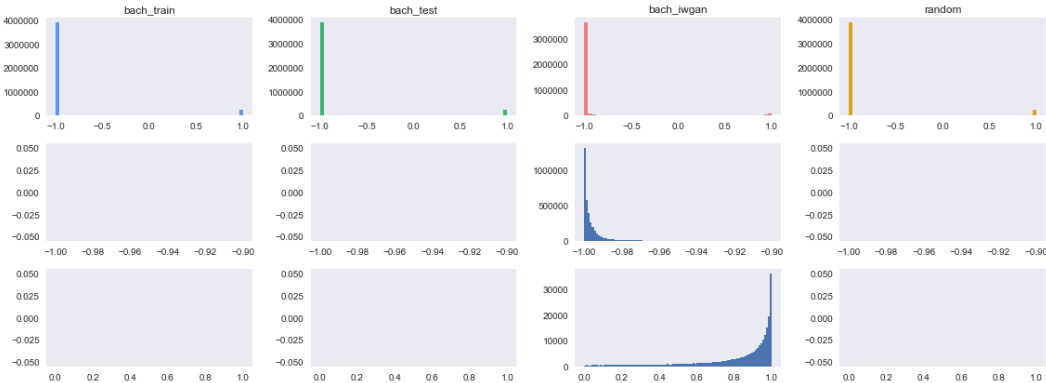 bach_train bach_test bach_iwgan random
4000000 4000000 3000000 4000000
3000000 3000000 2000000 3000000
2000000 2000000 1000000 2000000
1000000 1000000 0 1000000
0 0 0
−1.0 −0.5 0.0 0.5 1.0 −1.0 −0.5 0.0 0.5 1.0 −1.0 −0.5 0.0 0.5 1.0 −1.0 −0.5 0.0 0.5 1.0
0.050 0.050 1000000 0.050
0.025 0.025 500000 0.025
0.000 0.000 0 0.000
−0.025 −0.025 −0.025
−0.050 −0.050 −0.050
−1.00 −0.98 −0.96 −0.94 −0.92 −0.90 −1.00 −0.98 −0.96 −0.94 −0.92 −0.90 −1.00 −0.98 −0.96 −0.94 −0.92 −0.90 −1.00 −0.98 −0.96 −0.94 −0.92 −0.90
0.050 0.050 30000 0.050
0.025 0.025 20000 0.025
0.000 0.000 10000 0.000
−0.025 −0.025 0 −0.025
−0.050 −0.050 −0.050
0.0 0.2 0.4 0.6 0.8 1.0 0.0 0.2 0.4 0.6 0.8 1.0 0.0 0.2 0.4 0.6 0.8 1.0 0.0 0.2 0.4 0.6 0.8 1.0